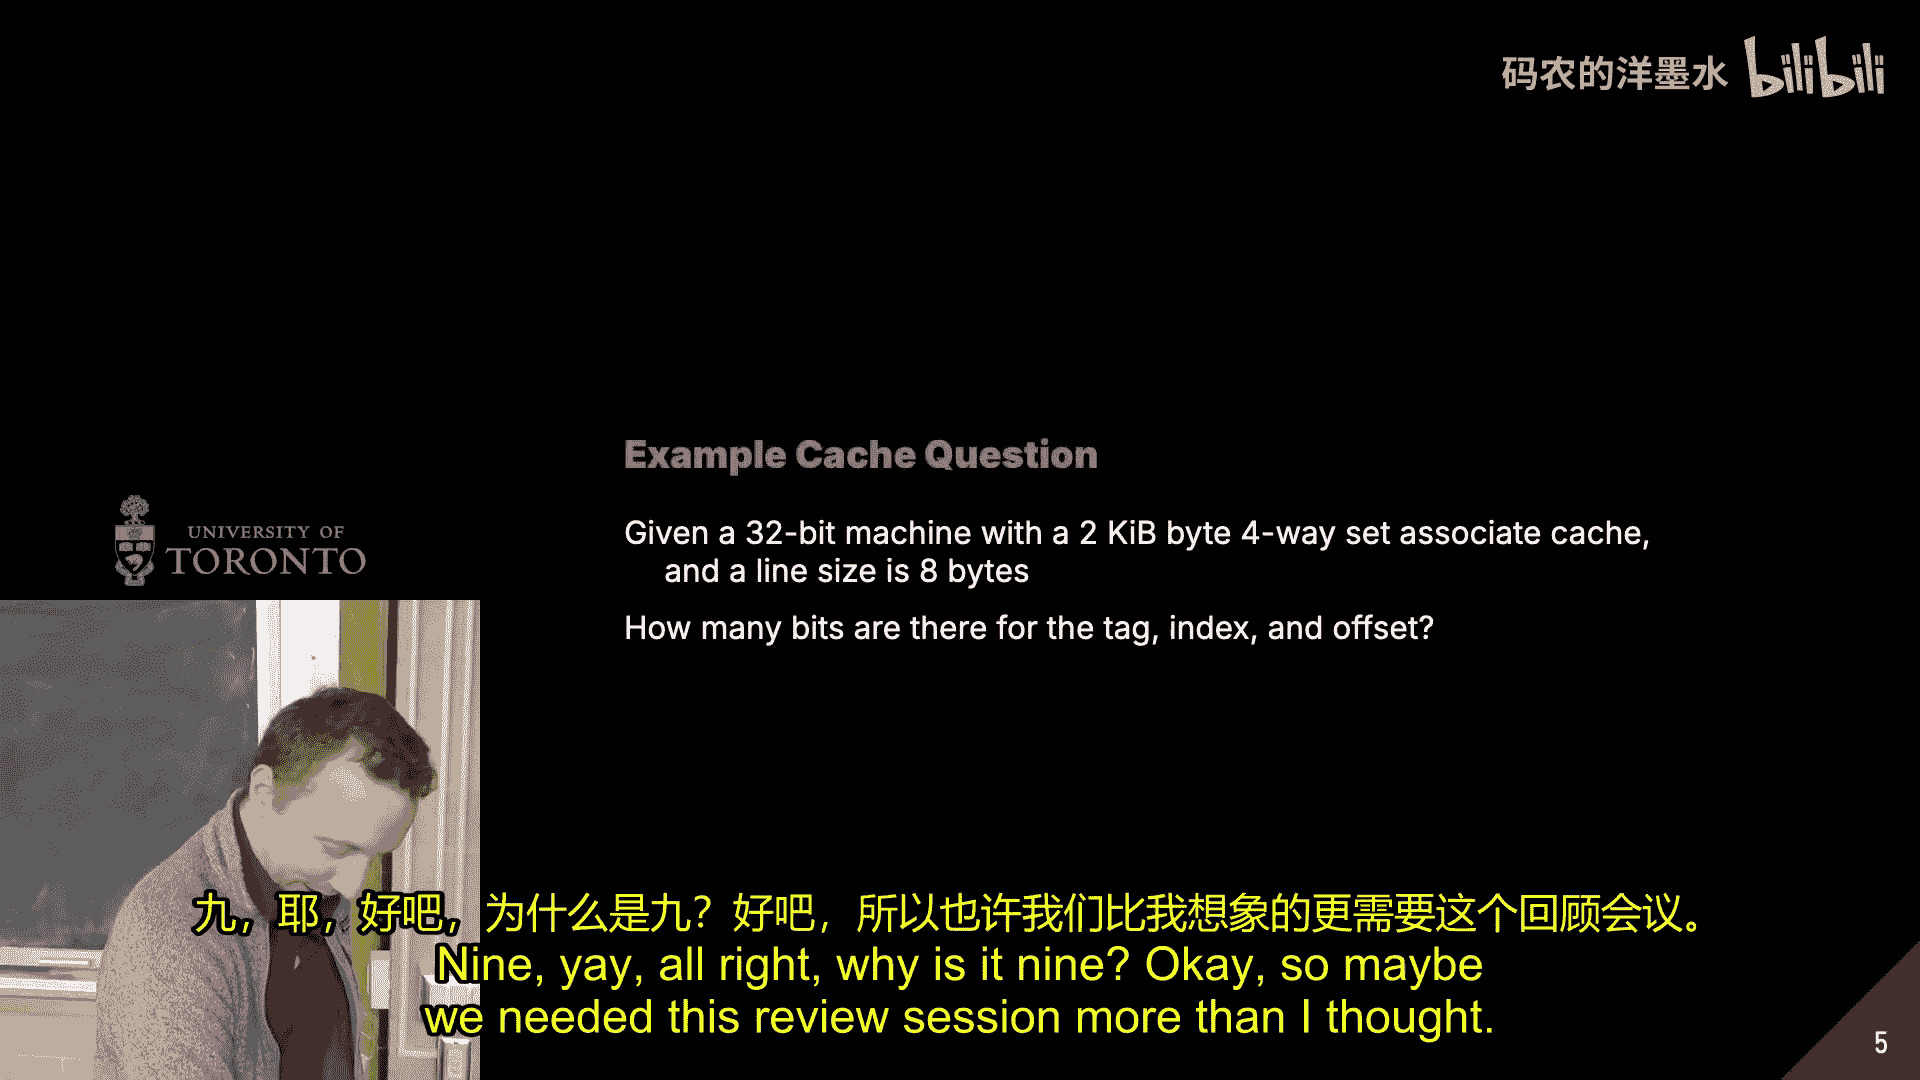 码农的洋墨水 bilibili
Example Cache Question
Given a 32-bit machine with a 2 KiB byte 4-way set associate cache,
and a line size is 8 bytes
How many bits are there for the tag, index, and offset?
UNIVERSITY OF
TORONTO
九，耶，好吧，为什么是九？好吧，所以也许我们比我想象的更需要这个回顾会议。
Nine, yay, all right, why is it nine? Okay, so maybe
we needed this review session more than I thought.
5